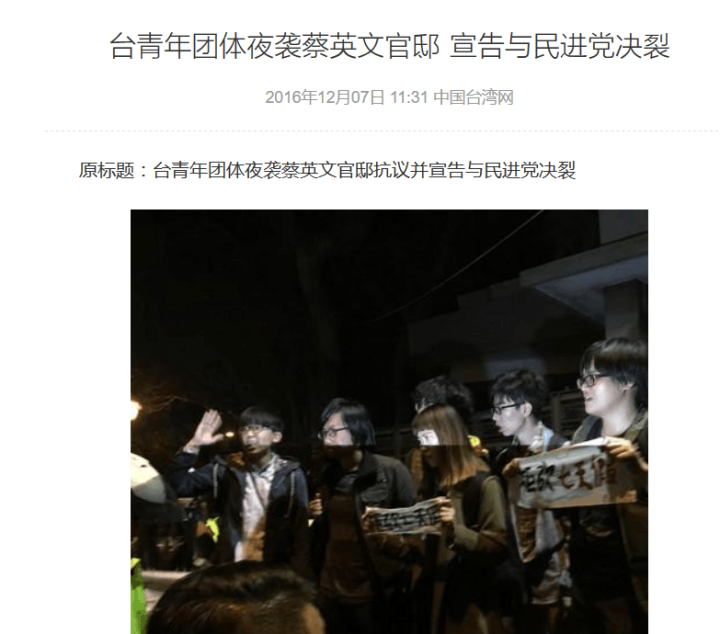 台青年团体夜袭蔡英文官邸 宣告与民进党决裂
2016年12月07日 11:31 中国台湾网
原标题：台青年团体夜袭蔡英文官邸抗议并宣告与民进党决裂
七天假